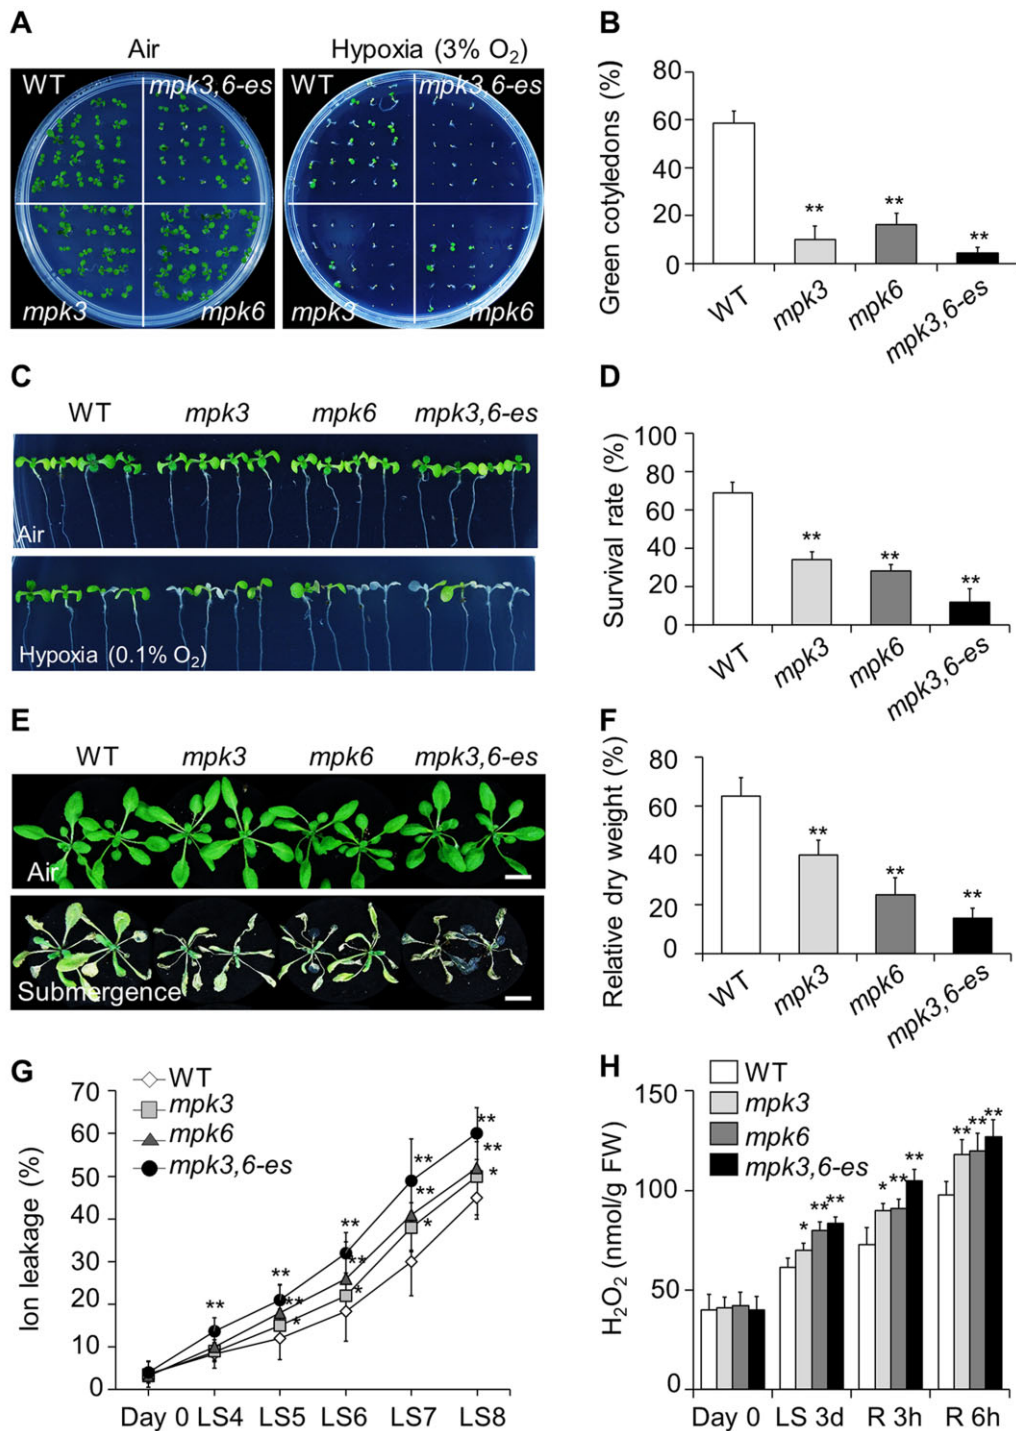 A
Air
Hypoxia (3% O₂)
WT
mpk3,6-es
WT
mpk3,6-es
mpk3
mpk6
mpk3
mpk6
B
Green cotyledons (%)
80
60
40
20
0
**
**
**
WT
mpk3
mpk6
mpk3,6-es
C
WT
mpk3
mpk6
mpk3,6-es
Air
Hypoxia (0.1% O₂)
D
Survival rate (%)
100
80
60
40
20
0
**
**
**
WT
mpk3
mpk6
mpk3,6-es
E
WT
mpk3
mpk6
mpk3,6-es
Air
Submergence
F
Relative dry weight (%)
80
60
40
20
0
**
**
**
WT
mpk3
mpk6
mpk3,6-es
G
WT
mpk3
mpk6
mpk3,6-es
Ion leakage (%)
70
60
50
40
30
20
10
0
**
**
**
*
**
**
*
**
**
*
**
**
*
Day 0 LS4 LS5 LS6 LS7 LS8
H
WT
mpk3
mpk6
mpk3,6-es
H₂O₂ (nmol/g FW)
150
100
50
0
* ** **
* ** **
** ** **
Day 0 LS 3d R 3h R 6h